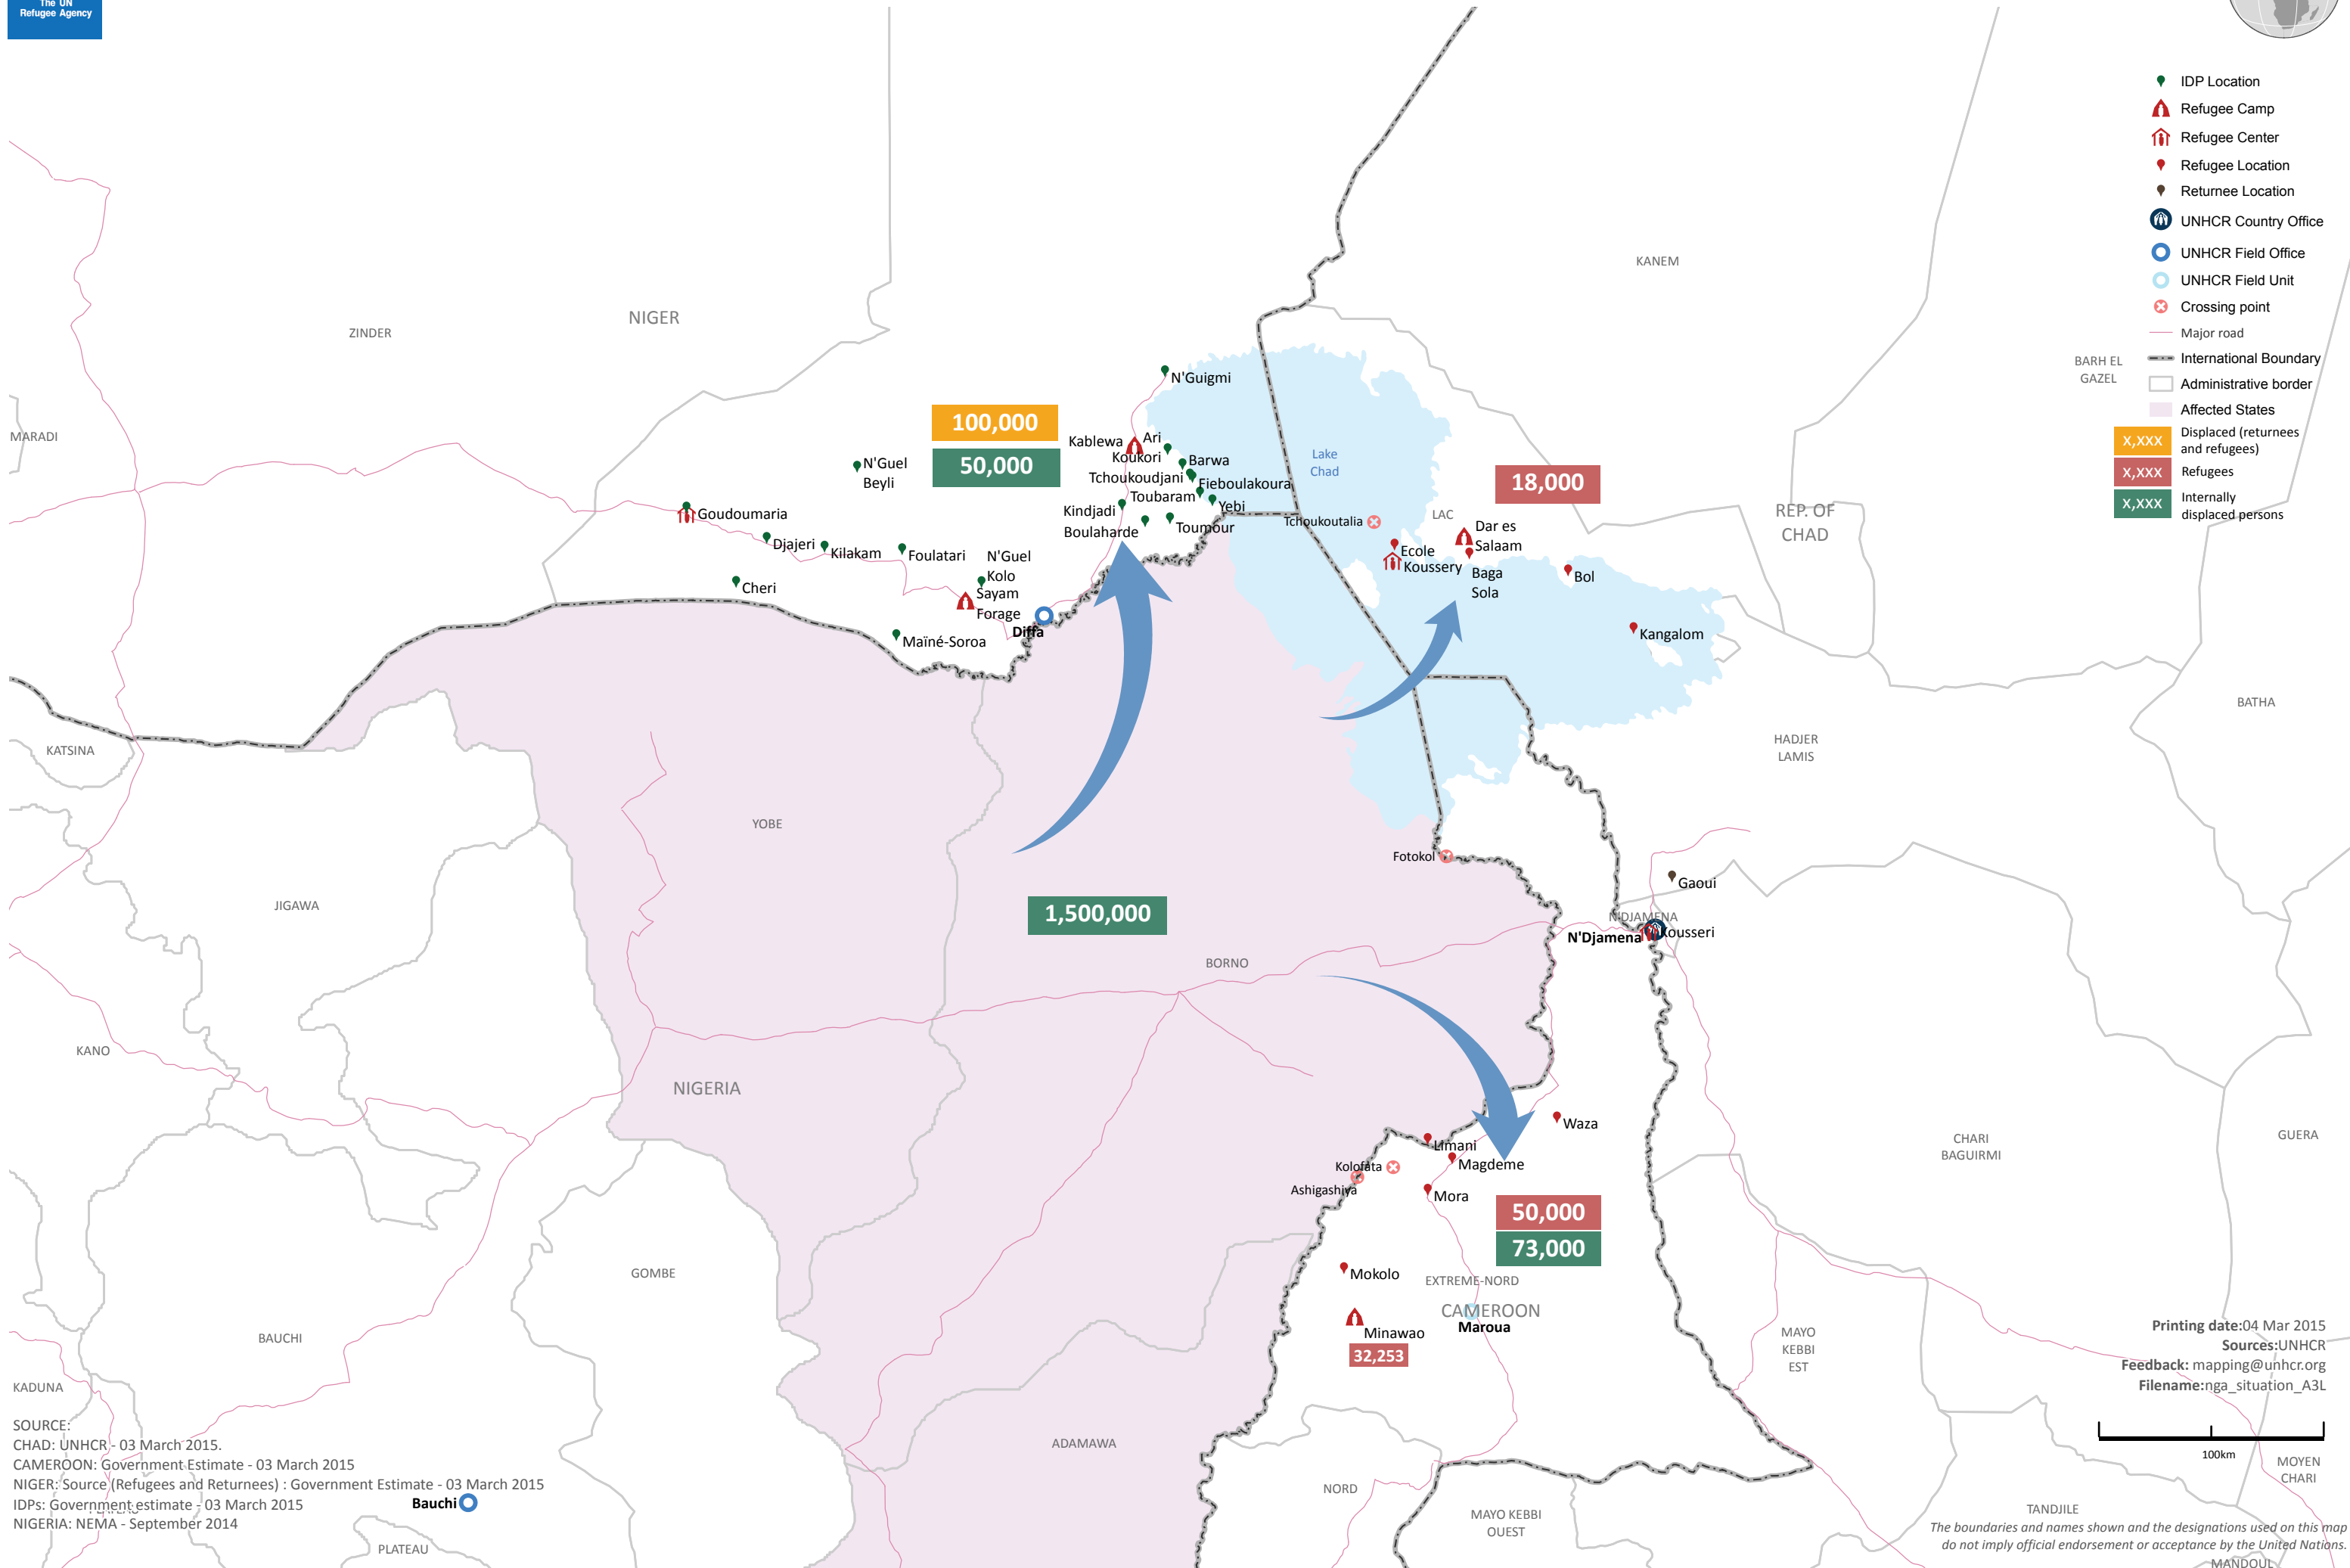 The UN
Refugee Agency
IDP Location
Refugee Camp
Refugee Center
Refugee Location
Returnee Location
UNHCR Country Office
UNHCR Field Office
UNHCR Field Unit
Crossing point
Major road
International Boundary
Administrative border
Affected States
X,XXX
Displaced (returnees
and refugees)
X,XXX
Refugees
X,XXX
Internally
displaced persons
KANEM
NIGER
ZINDER
BARH EL
GAZEL
MARADI
N'Guigmi
100,000
50,000
Kablewa
Ari
Koukori
Barwa
Tchoukoudjani
Fieboulakoura
Toubaram
Yebi
Kindjadi
Boulaharde
Toumour
N'Guel
Beyli
Lake
Chad
18,000
LAC
Tchoukoutalia
Dar es
Salaam
Ecole
Koussery
Baga
Sola
Bol
Kangalom
REP. OF
CHAD
Goudoumaria
Djajeri
Kilakam
Foulatari
N'Guel
Kolo
Sayam
Forage
Cheri
Diffa
Maïné-Soroa
BATHA
KATSINA
HADJER
LAMIS
YOBE
Fotokol
Gaoui
JIGAWA
1,500,000
N'DJAMENA
N'Djamena
Kousseri
BORNO
KANO
NIGERIA
Waza
Limani
Magdeme
Kolofata
Ashigashiya
Mora
CHARI
BAGUIRMI
GUERA
50,000
73,000
GOMBE
Mokolo
EXTREME-NORD
CAMEROON
Maroua
Minawao
32,253
BAUCHI
MAYO
KEBBI
EST
Printing date:04 Mar 2015
Sources:UNHCR
Feedback: mapping@unhcr.org
Filename:nga_situation_A3L
KADUNA
SOURCE:
CHAD: UNHCR - 03 March 2015.
CAMEROON: Government Estimate - 03 March 2015
NIGER: Source (Refugees and Returnees) : Government Estimate - 03 March 2015
IDPs: Government estimate - 03 March 2015
NIGERIA: NEMA - September 2014
PLATEAU
Bauchi
PLATEAU
ADAMAWA
NORD
MAYO KEBBI
OUEST
100km
MOYEN
CHARI
TANDJILE
The boundaries and names shown and the designations used on this map
do not imply official endorsement or acceptance by the United Nations.
MANDOUL